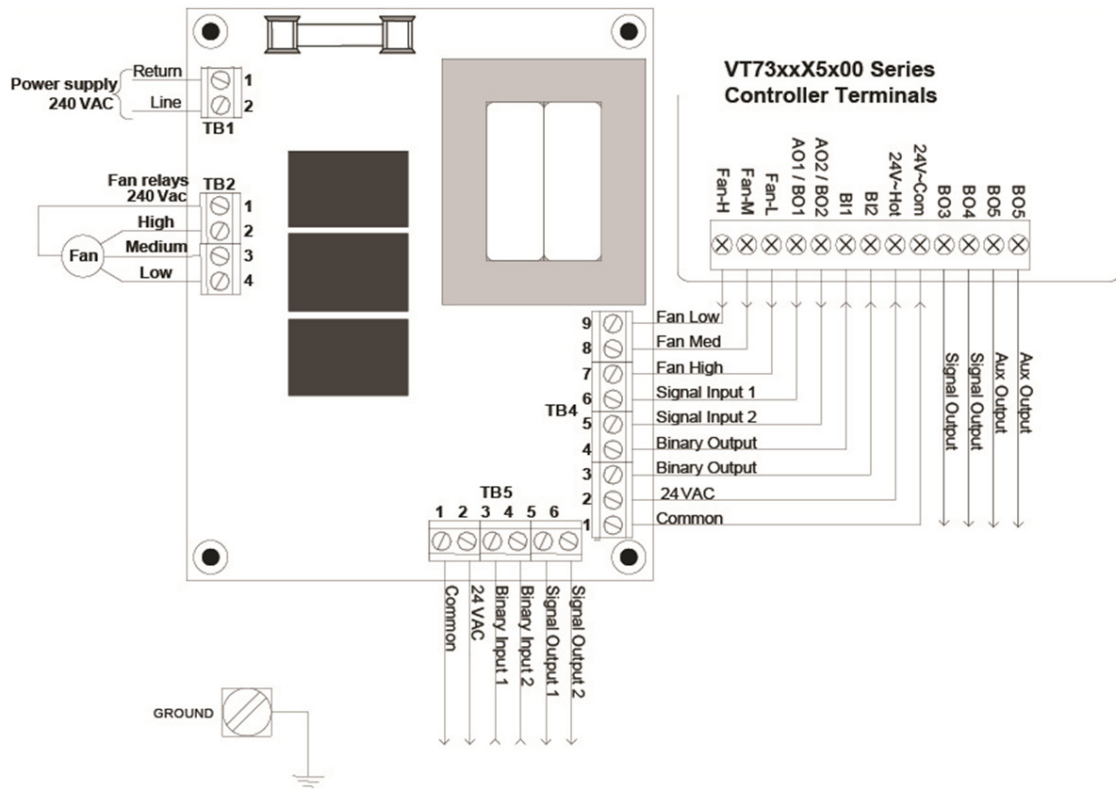 Power supply
240 VAC
Return
Line
1
2
TB1
Fan relays
240 Vac
TB2
High
Medium
Low
Fan
1
2
3
4
VT73xxX5x00 Series
Controller Terminals
Fan-H
Fan-M
Fan-L
AO1 / BO1
AO2 / BO2
BI1
BI2
24V~Hot
24V~Com
BO3
BO4
BO5
BO5
TB4
9 Fan Low
8 Fan Med
7 Fan High
6 Signal Input 1
5 Signal Input 2
4 Binary Output
3 Binary Output
2 24VAC
1 Common
Signal Output
Signal Output
Aux Output
Aux Output
TB5
1 2 3 4 5 6
Common
24 VAC
Binary Input 1
Binary Input 2
Signal Output 1
Signal Output 2
GROUND